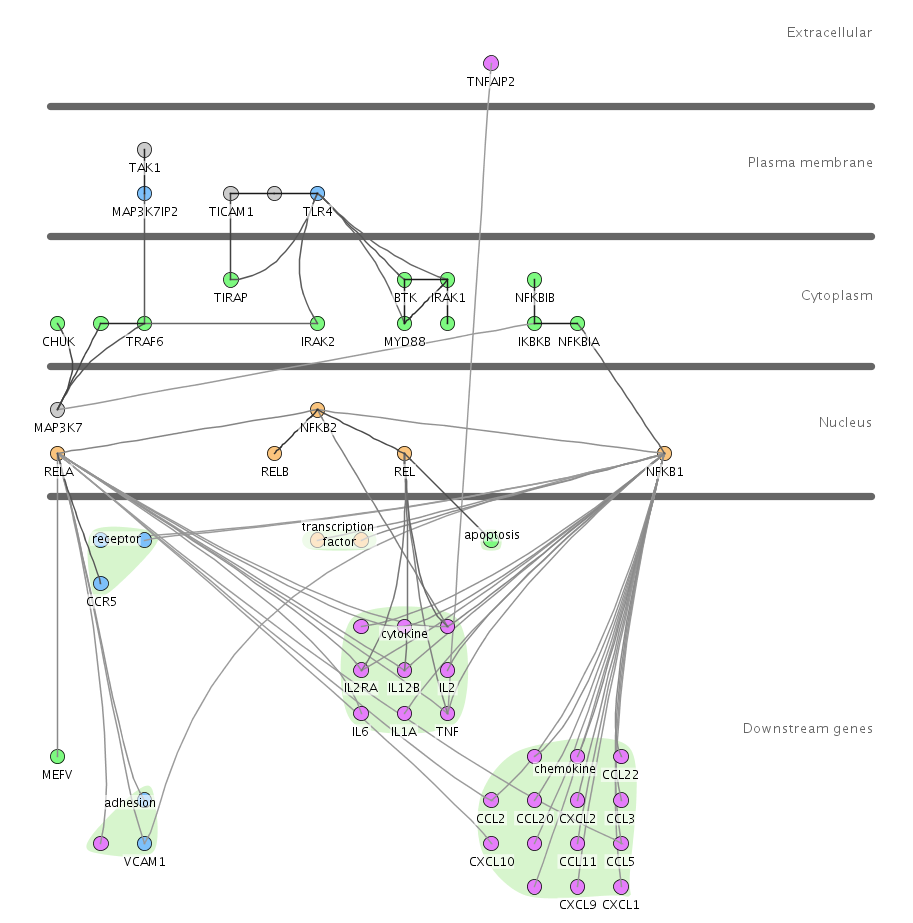 Extracellular
TNFAIP2
Plasma membrane
TAK1
MAP3K7IP2
TICAM1
TLR4
TIRAP
BTK
IRAK1
NFKBIB
Cytoplasm
CHUK
TRAF6
IRAK2
MYD88
IKBKB
NFKBIA
MAP3K7
NFKB2
Nucleus
RELA
RELB
REL
NFKB1
receptor
transcription
factor
apoptosis
CCR5
cytokine
IL2RA
IL12B
IL2
IL6
IL1A
TNF
Downstream genes
MEFV
chemokine
CCL22
adhesion
CCL2
CCL20
CXCL2
CCL3
VCAM1
CXCL10
CCL11
CCL5
CXCL9
CXCL1